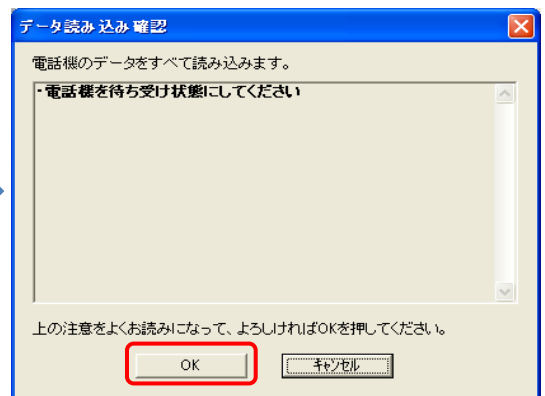 データ読み込み確認
電話機のデータをすべて読み込みます。
・電話機を待ち受け状態にしてください
上の注意をよくお読みになって、よろしければOKを押してください。
OK
キャンセル